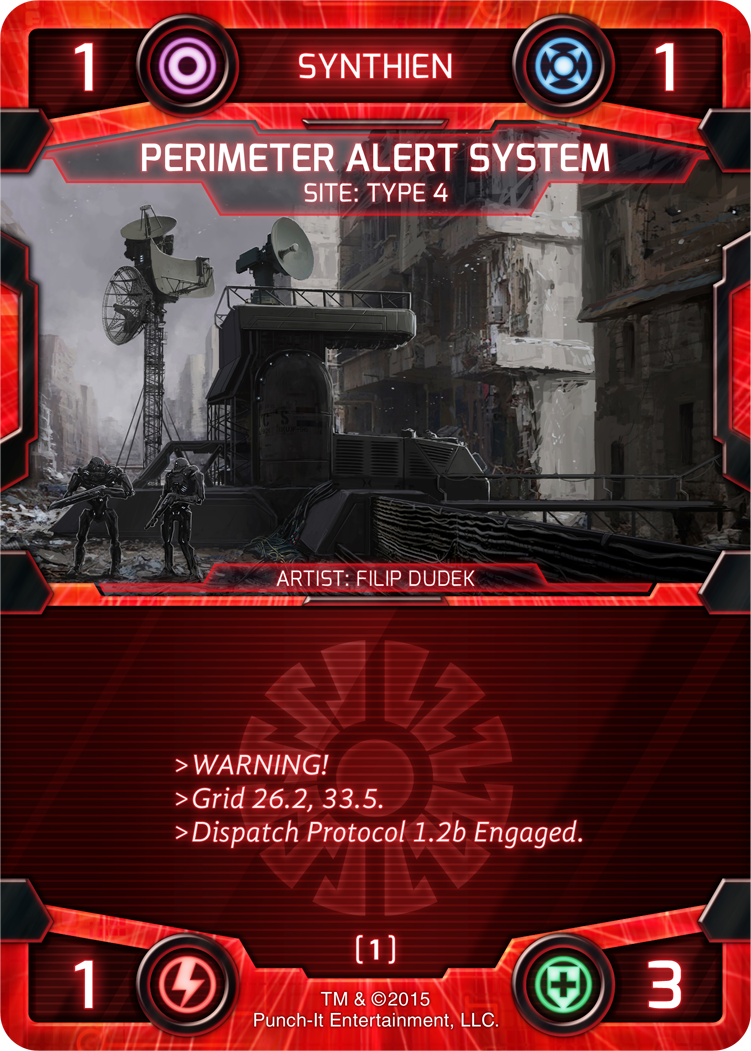 1 SYNTHIEN 1
PERIMETER ALERT SYSTEM
SITE: TYPE 4
ARTIST: FILIP DUDEK
>WARNING!
>Grid 26.2, 33.5.
>Dispatch Protocol 1.2b Engaged.
[1]
1 3
TM & ©2015
Punch-It Entertainment, LLC.